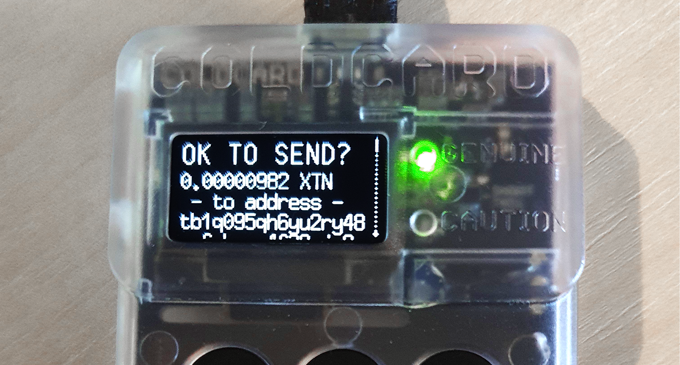 COLDCARD
OK TO SEND?
0.00000982 XTN
- to address -
tb1q095qh6yu2ry48
GENUINE
CAUTION